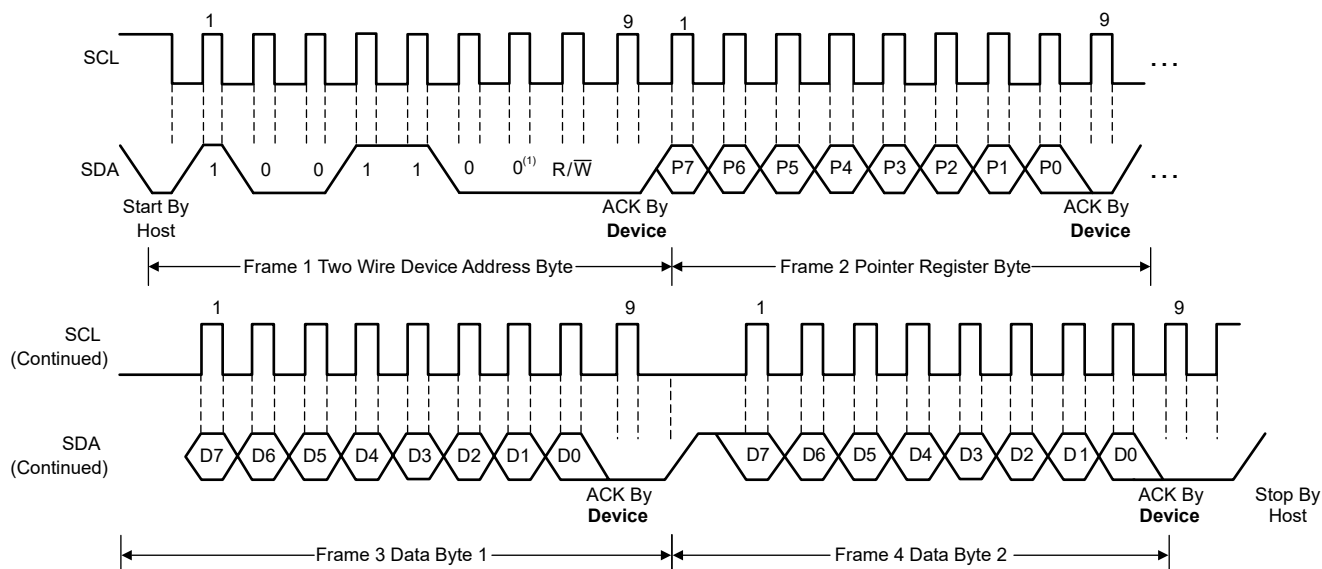 1 9 1 9
SCL
...
SDA
1 0 0 1 1 0 0(1) R/W̅ P7 P6 P5 P4 P3 P2 P1 P0
...
Start By
Host
ACK By
Device
ACK By
Device
Frame 1 Two Wire Device Address Byte
Frame 2 Pointer Register Byte
1 9 1 9
SCL
(Continued)
SDA
(Continued)
D7 D6 D5 D4 D3 D2 D1 D0 D7 D6 D5 D4 D3 D2 D1 D0
ACK By
Device
ACK By
Device
Stop By
Host
Frame 3 Data Byte 1
Frame 4 Data Byte 2